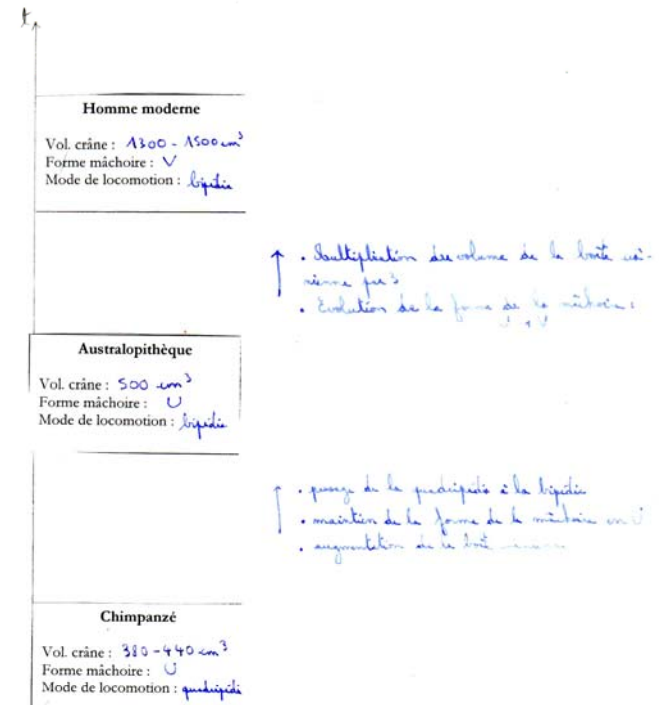 t
Homme moderne
Vol. crâne : 1300 - 1500 cm³
Forme mâchoire : V
Mode de locomotion : bipédie
• Multiplication du volume de la boîte crâ-
nienne par 3
• Evolution de la forme de la mâchoire :
Australopithèque
Vol. crâne : 500 cm³
Forme mâchoire : U
Mode de locomotion : bipédie
• passage de la quadripédie à la bipédie
• maintien de la forme de la mâchoire en U
• augmentation de la boîte
Chimpanzé
Vol. crâne : 380 - 440 cm³
Forme mâchoire : U
Mode de locomotion : quadripédie